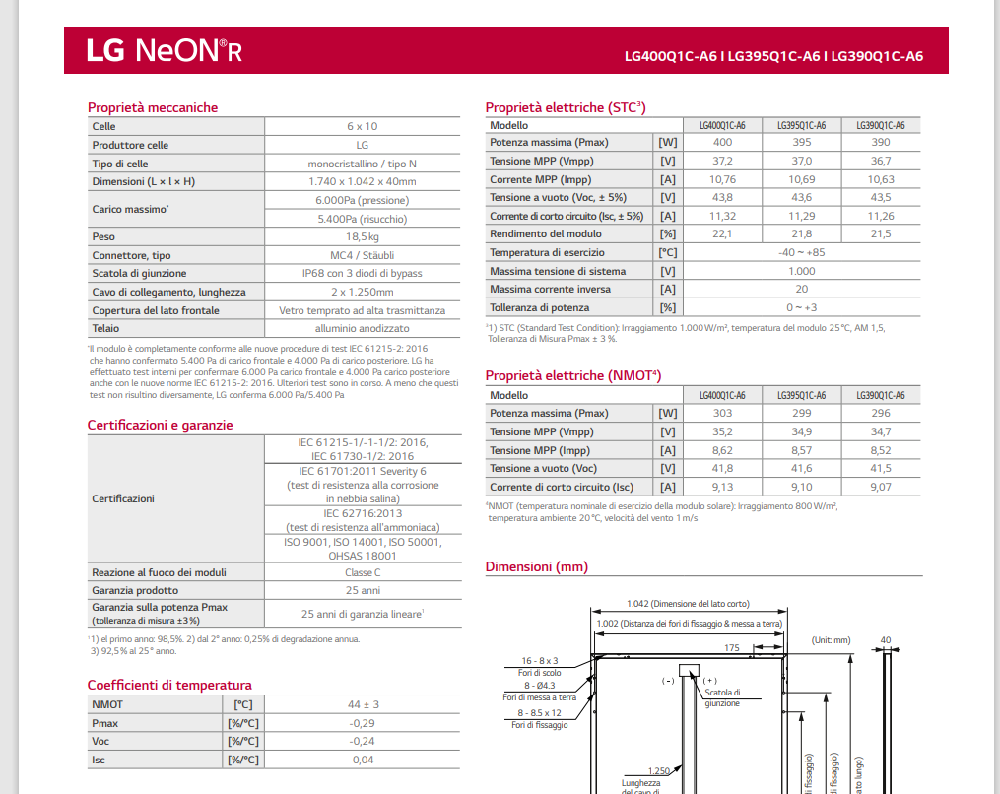 LG NeON®R
LG400Q1C-A6 I LG395Q1C-A6 I LG390Q1C-A6
Proprietà meccaniche
Celle 6 x 10
Produttore celle LG
Tipo di celle monocristallino / tipo N
Dimensioni (L × l × H) 1.740 x 1.042 x 40mm
Carico massimo* 6.000Pa (pressione)
5.400Pa (risucchio)
Peso 18,5 kg
Connettore, tipo MC4 / Stäubli
Scatola di giunzione IP68 con 3 diodi di bypass
Cavo di collegamento, lunghezza 2 x 1.250mm
Copertura del lato frontale Vetro temprato ad alta trasmittanza
Telaio alluminio anodizzato
*Il modulo è completamente conforme alle nuove procedure di test IEC 61215-2: 2016
che hanno confermato 5.400 Pa di carico frontale e 4.000 Pa di carico posteriore. LG ha
effettuato test interni per confermare 6.000 Pa carico frontale e 4.000 Pa carico posteriore
anche con le nuove norme IEC 61215-2: 2016. Ulteriori test sono in corso. A meno che questi
test non risultino diversamente, LG conferma 6.000 Pa/5.400 Pa
Certificazioni e garanzie
Certificazioni
IEC 61215-1/-1-1/2: 2016,
IEC 61730-1/2: 2016
IEC 61701:2011 Severity 6
(test di resistenza alla corrosione
in nebbia salina)
IEC 62716:2013
(test di resistenza all'ammoniaca)
ISO 9001, ISO 14001, ISO 50001,
OHSAS 18001
Reazione al fuoco dei moduli Classe C
Garanzia prodotto 25 anni
Garanzia sulla potenza Pmax
(tolleranza di misura ±3%)
25 anni di garanzia lineare¹
¹1) el primo anno: 98,5%. 2) dal 2° anno: 0,25% di degradazione annua.
3) 92,5% al 25° anno.
Coefficienti di temperatura
NMOT [°C] 44 ± 3
Pmax [%/°C] -0,29
Voc [%/°C] -0,24
Isc [%/°C] 0,04
Proprietà elettriche (STC³)
Modello LG400Q1C-A6 LG395Q1C-A6 LG390Q1C-A6
Potenza massima (Pmax) [W] 400 395 390
Tensione MPP (Vmpp) [V] 37,2 37,0 36,7
Corrente MPP (Impp) [A] 10,76 10,69 10,63
Tensione a vuoto (Voc, ± 5%) [V] 43,8 43,6 43,5
Corrente di corto circuito (Isc, ± 5%) [A] 11,32 11,29 11,26
Rendimento del modulo [%] 22,1 21,8 21,5
Temperatura di esercizio [°C] -40 ~ +85
Massima tensione di sistema [V] 1.000
Massima corrente inversa [A] 20
Tolleranza di potenza [%] 0 ~ +3
³1) STC (Standard Test Condition): Irraggiamento 1.000 W/m², temperatura del modulo 25 °C, AM 1,5,
Tolleranza di Misura Pmax ± 3 %.
Proprietà elettriche (NMOT⁴)
Modello LG400Q1C-A6 LG395Q1C-A6 LG390Q1C-A6
Potenza massima (Pmax) [W] 303 299 296
Tensione MPP (Vmpp) [V] 35,2 34,9 34,7
Tensione MPP (Impp) [A] 8,62 8,57 8,52
Tensione a vuoto (Voc) [V] 41,8 41,6 41,5
Corrente di corto circuito (Isc) [A] 9,13 9,10 9,07
⁴NMOT (temperatura nominale di esercizio della modulo solare): Irraggiamento 800 W/m²,
temperatura ambiente 20 °C, velocità del vento 1 m/s
Dimensioni (mm)
1.042 (Dimensione del lato corto)
1.002 (Distanza dei fori di fissaggio & messa a terra)
175
(Unit: mm)
40
16 - 8 x 3
Fori di scolo
8 - Ø4.3
Fori di messa a terra
8 - 8.5 x 12
Fori di fissaggio
( - ) ( + )
Scatola di
giunzione
1.250
Lunghezza
del cavo di
di fissaggio)
di fissaggio)
ato lungo)